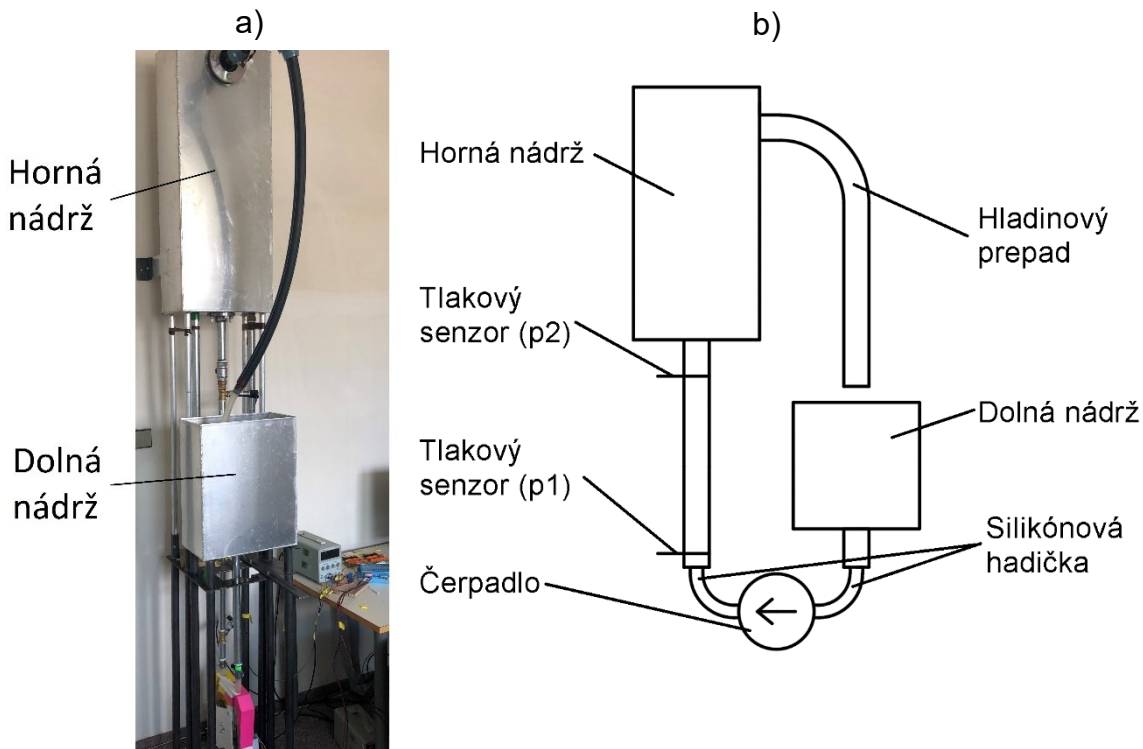 a)
Horná
nádrž
Dolná
nádrž
b)
Horná nádrž
Hladinový
prepad
Tlakový
senzor (p2)
Dolná nádrž
Tlakový
senzor (p1)
Silikónová
hadička
Čerpadlo